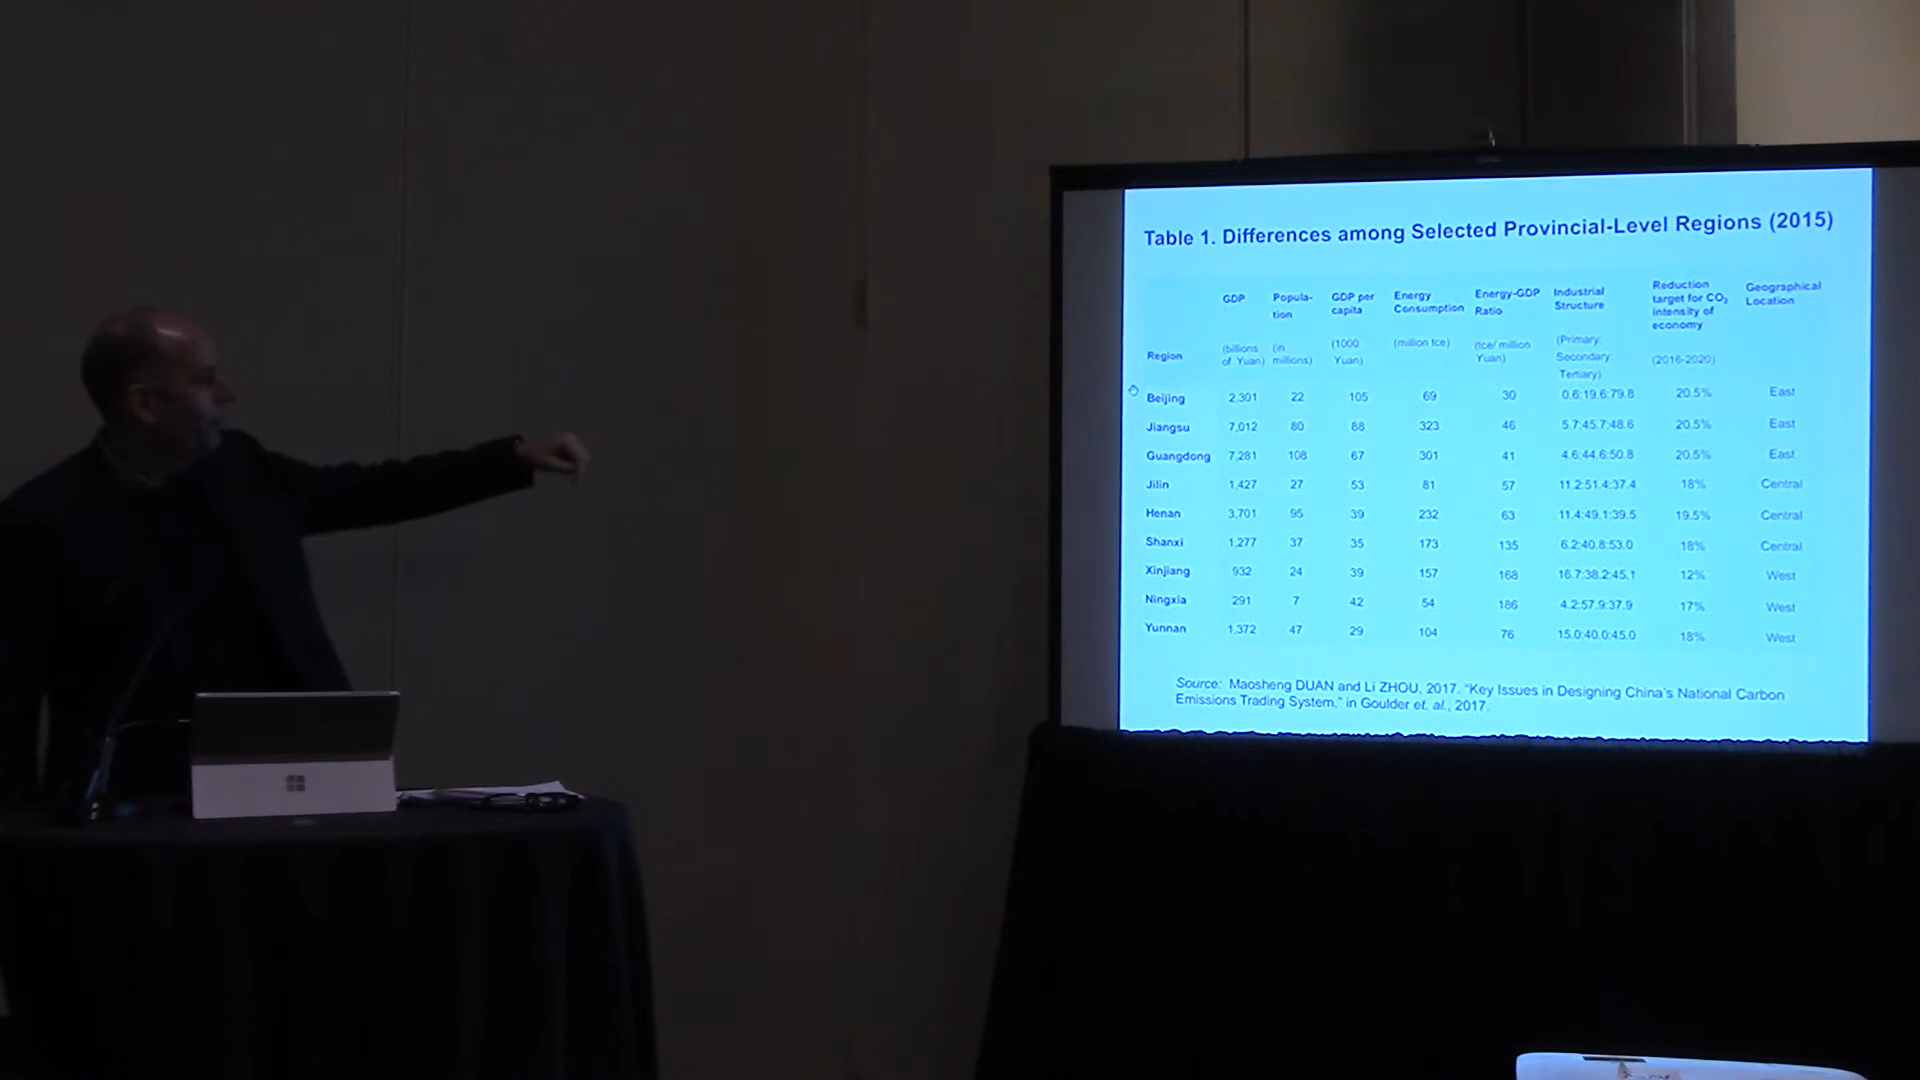 Table 1. Differences among Selected Provincial-Level Regions (2015)
Region GDP (billions of Yuan) Popula-tion (in millions) GDP per capita (1000 Yuan) Energy Consumption (million tce) Energy-GDP Ratio (tce/ million Yuan) Industrial Structure (Primary: Secondary: Tertiary) Reduction target for CO₂ intensity of economy (2016-2020) Geographical Location
Beijing 2,301 22 105 69 30 0.6:19.6:79.8 20.5% East
Jiangsu 7,012 80 88 323 46 5.7:45.7:48.6 20.5% East
Guangdong 7,281 108 67 301 41 4.6:44.6:50.8 20.5% East
Jilin 1,427 27 53 81 57 11.2:51.4:37.4 18% Central
Henan 3,701 95 39 232 63 11.4:49.1:39.5 19.5% Central
Shanxi 1,277 37 35 173 135 6.2:40.8:53.0 18% Central
Xinjiang 932 24 39 157 168 16.7:38.2:45.1 12% West
Ningxia 291 7 42 54 186 4.2:57.9:37.9 17% West
Yunnan 1,372 47 29 104 76 15.0:40.0:45.0 18% West
Source: Maosheng DUAN and Li ZHOU, 2017. “Key Issues in Designing China’s National Carbon
Emissions Trading System,” in Goulder et. al., 2017.